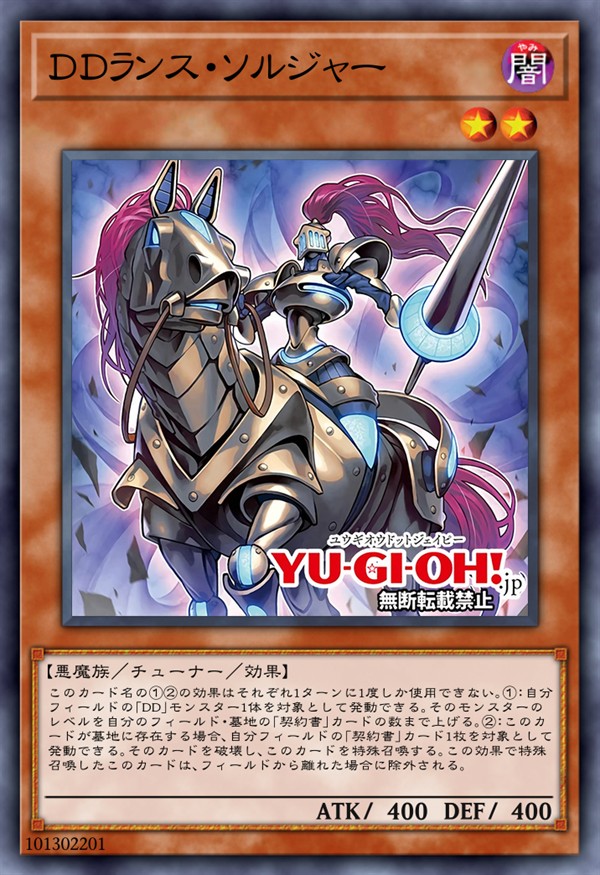 DDランス・ソルジャー
やみ
闇
ユウギオウドットジェイピー
YU-GI-OH!.jp
無断転載禁止
【悪魔族／チューナー／効果】
このカード名の①②の効果はそれぞれ1ターンに1度しか使用できない。①：自分
フィールドの「DD」モンスター1体を対象として発動できる。そのモンスターの
レベルを自分のフィールド・墓地の「契約書」カードの数まで上げる。②：このカー
ドが墓地に存在する場合、自分フィールドの「契約書」カード1枚を対象として
発動できる。そのカードを破壊し、このカードを特殊召喚する。この効果で特殊
召喚したこのカードは、フィールドから離れた場合に除外される。
ATK/ 400 DEF/ 400
101302201